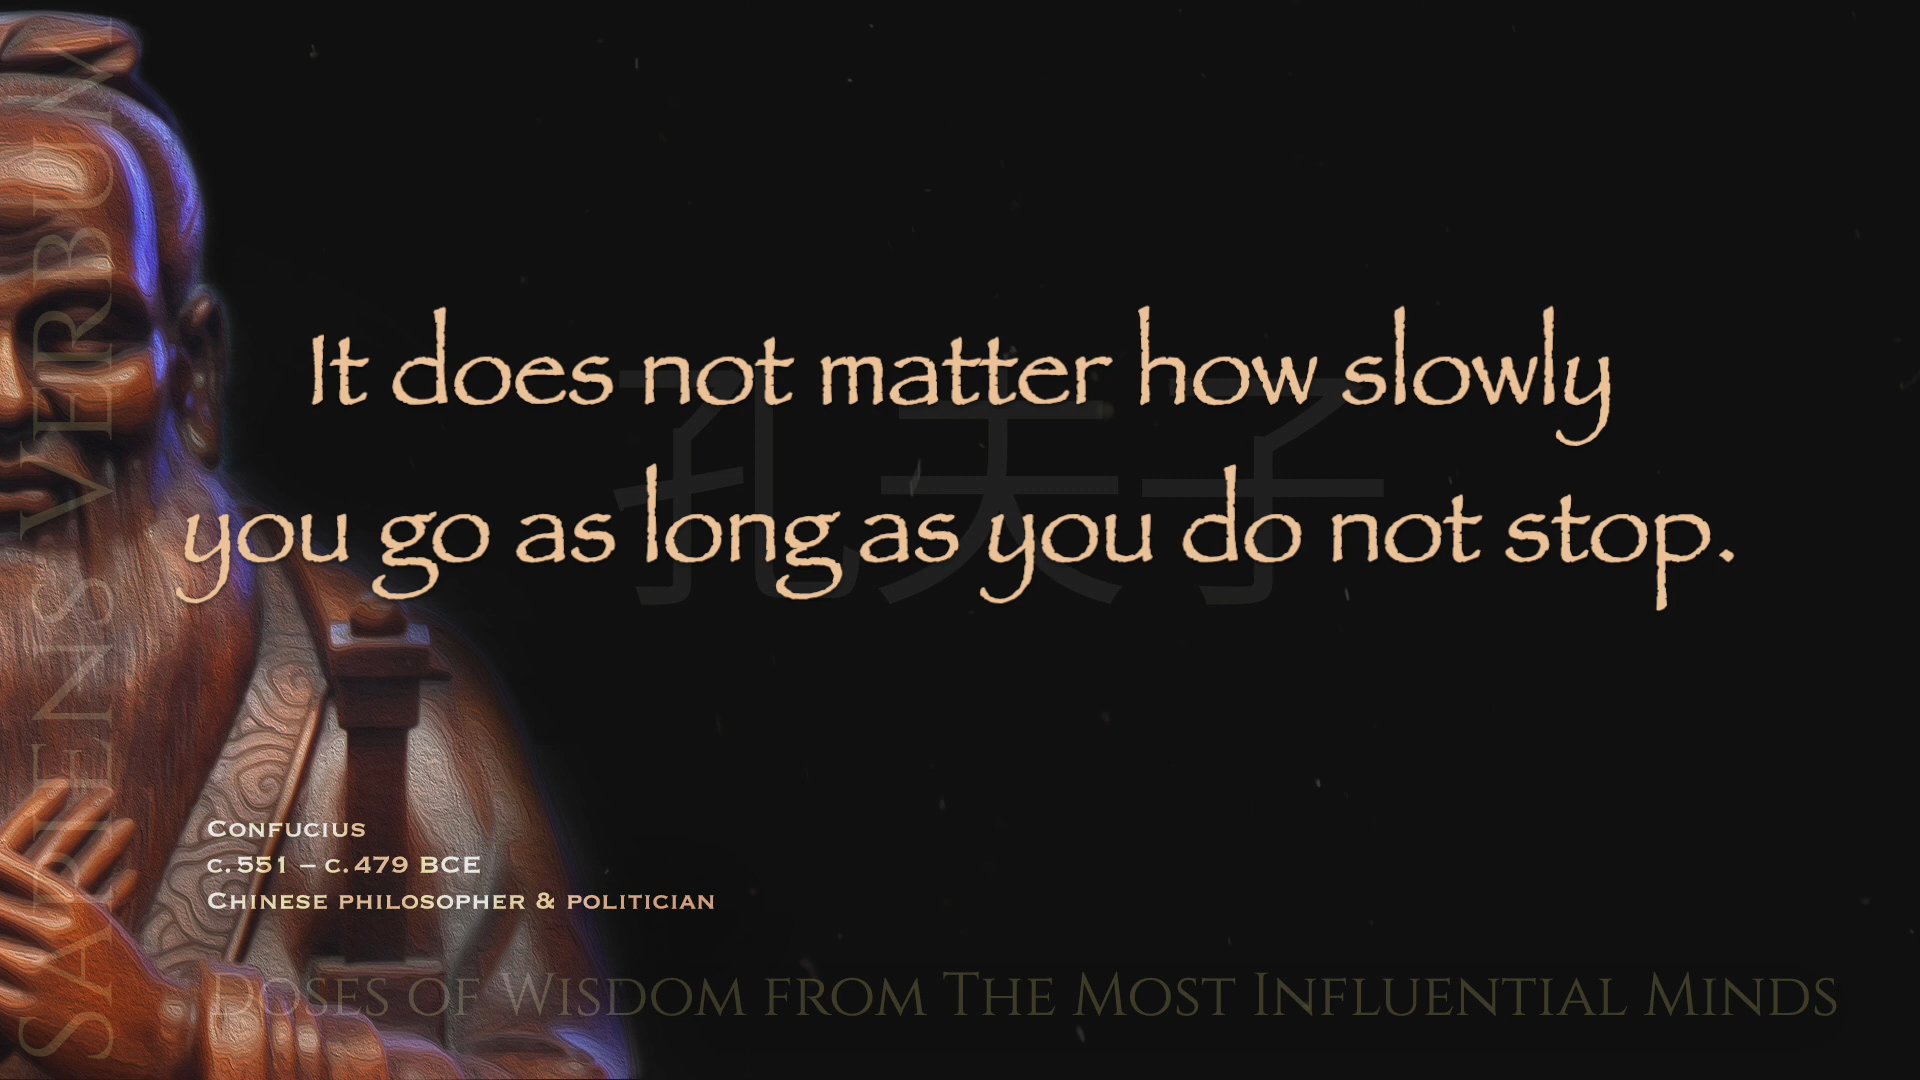 SAPIENS VERBUM
孔夫子
It does not matter how slowly
you go as long as you do not stop.
Confucius
c. 551 – c. 479 BCE
Chinese philosopher & politician
Doses of Wisdom from The Most Influential Minds